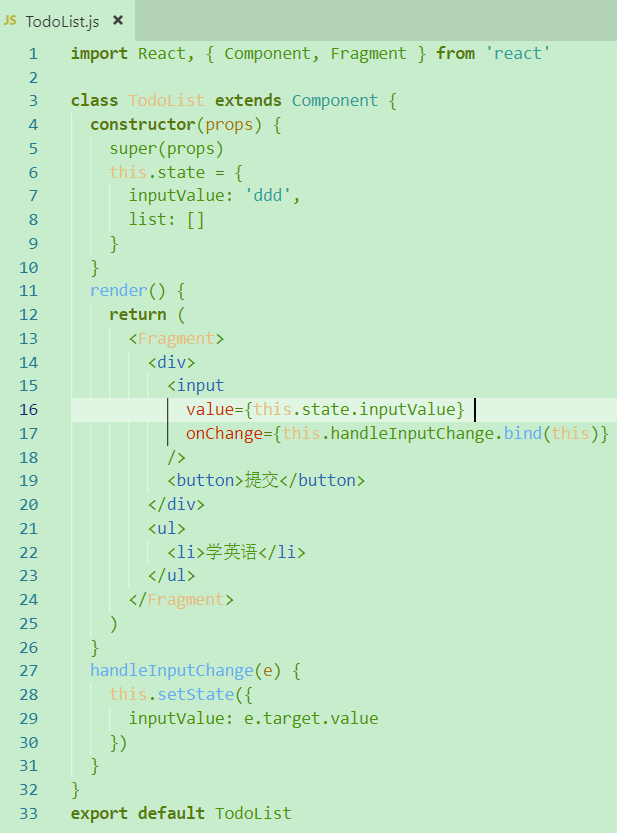 JS TodoList.js ×
1 import React, { Component, Fragment } from 'react'
2
3 class TodoList extends Component {
4   constructor(props) {
5     super(props)
6     this.state = {
7       inputValue: 'ddd',
8       list: []
9     }
10   }
11   render() {
12     return (
13       <Fragment>
14         <div>
15           <input
16             value={this.state.inputValue}
17             onChange={this.handleInputChange.bind(this)}
18           />
19           <button>提交</button>
20         </div>
21         <ul>
22           <li>学英语</li>
23         </ul>
24       </Fragment>
25     )
26   }
27   handleInputChange(e) {
28     this.setState({
29       inputValue: e.target.value
30     })
31   }
32 }
33 export default TodoList